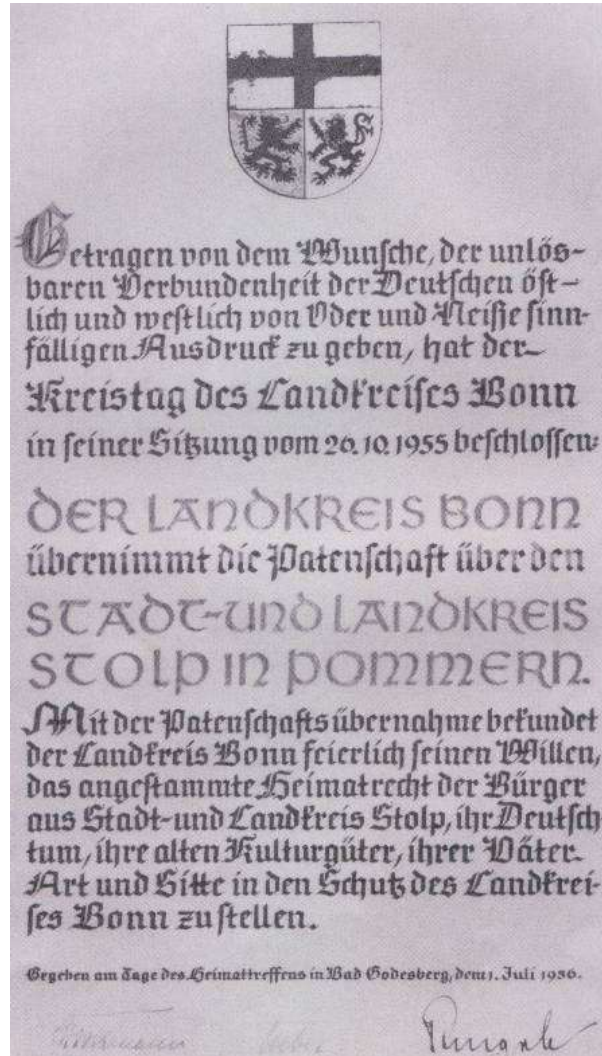 Getragen von dem Wunsche, der unlös-
baren Verbundenheit der Deutschen öst-
lich und westlich von Oder und Neiße sinn-
fälligen Ausdruck zu geben, hat der
Kreistag des Landkreises Bonn
in seiner Sitzung vom 26.10.1955 beschlossen:
DER LANDKREIS BONN
übernimmt die Patenschaft über den
STADT-UND LANDKREIS
STOLP IN POMMERN.
Mit der Patenschaftsübernahme bekundet
der Landkreis Bonn feierlich seinen Willen,
das angestammte Heimatrecht der Bürger
aus Stadt-und Landkreis Stolp, ihr Deutsch
tum, ihre alten Kulturgüter, ihrer Väter
Art und Sitte in den Schutz des Landkrei-
ses Bonn zu stellen.
Gegeben am Tage des Heimattreffens in Bad Godesberg, dem 1. Juli 1956.